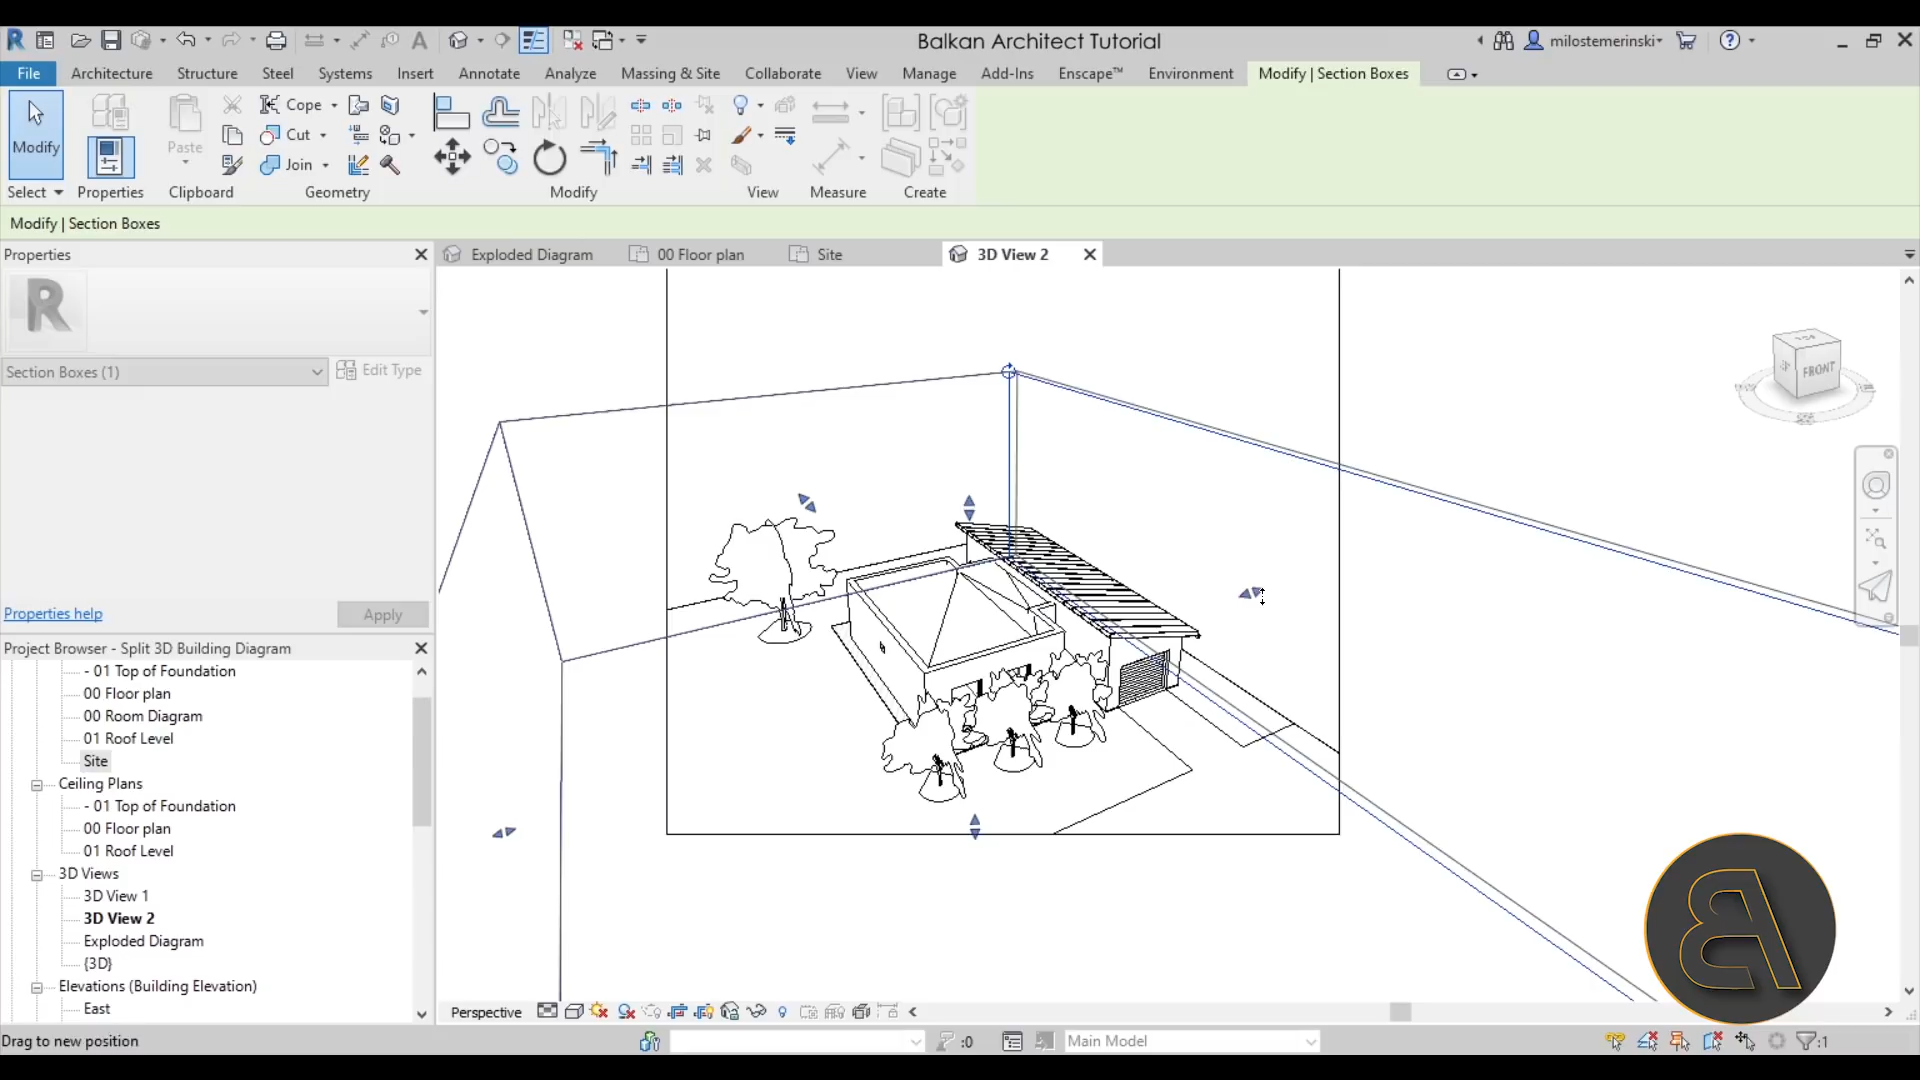 Balkan Architect Tutorial
milostemerinski
File
Architecture
Structure
Steel
Systems
Insert
Annotate
Analyze
Massing & Site
Collaborate
View
Manage
Add-Ins
Enscape™
Environment
Modify | Section Boxes
Modify
Paste
Cope
Cut
Join
Select
Properties
Clipboard
Geometry
Modify
View
Measure
Create
Modify | Section Boxes
Properties
Exploded Diagram
00 Floor plan
Site
3D View 2
Section Boxes (1)
Edit Type
FRONT
Properties help
Apply
Project Browser - Split 3D Building Diagram
- 01 Top of Foundation
00 Floor plan
00 Room Diagram
01 Roof Level
Site
Ceiling Plans
- 01 Top of Foundation
00 Floor plan
01 Roof Level
3D Views
3D View 1
3D View 2
Exploded Diagram
{3D}
Elevations (Building Elevation)
East
Perspective
Drag to new position
:0
Main Model
:1